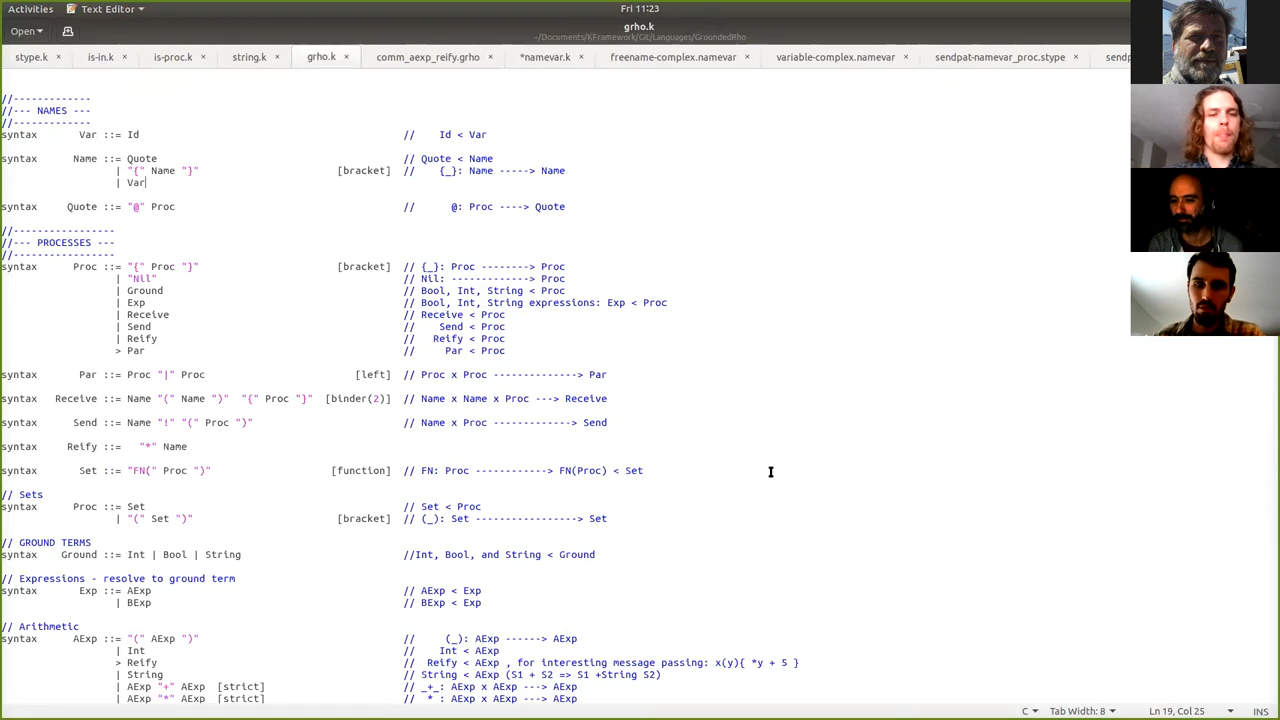 Activities Text Editor Fri 11:23
Open grho.k
~/Documents/KFramework/Git/Languages/GroundedRho
stype.k × is-in.k × is-proc.k × string.k × grho.k × comm_aexp_reify.grho × *namevar.k × freename-complex.namevar × variable-complex.namevar × sendpat-namevar_proc.stype × sendp
//-------------
//--- NAMES ---
//-------------
syntax Var ::= Id // Id < Var
syntax Name ::= Quote // Quote < Name
| "{" Name "}" [bracket] // {_}: Name -----> Name
| Var
syntax Quote ::= "@" Proc // @: Proc ----> Quote
//-----------------
//--- PROCESSES ---
//-----------------
syntax Proc ::= "{" Proc "}" [bracket] // {_}: Proc --------> Proc
| "Nil" // Nil: -------------> Proc
| Ground // Bool, Int, String < Proc
| Exp // Bool, Int, String expressions: Exp < Proc
| Receive // Receive < Proc
| Send // Send < Proc
| Reify // Reify < Proc
> Par // Par < Proc
syntax Par ::= Proc "|" Proc [left] // Proc x Proc --------------> Par
syntax Receive ::= Name "(" Name ")" "{" Proc "}" [binder(2)] // Name x Name x Proc ---> Receive
syntax Send ::= Name "!" "(" Proc ")" // Name x Proc -------------> Send
syntax Reify ::= "*" Name
syntax Set ::= "FN(" Proc ")" [function] // FN: Proc ------------> FN(Proc) < Set
// Sets
syntax Proc ::= Set // Set < Proc
| "(" Set ")" [bracket] // (_): Set -----------------> Set
// GROUND TERMS
syntax Ground ::= Int | Bool | String //Int, Bool, and String < Ground
// Expressions - resolve to ground term
syntax Exp ::= AExp // AExp < Exp
| BExp // BExp < Exp
// Arithmetic
syntax AExp ::= "(" AExp ")" // (_): AExp ------> AExp
| Int // Int < AExp
> Reify // Reify < AExp , for interesting message passing: x(y){ *y + 5 }
| String // String < AExp (S1 + S2 => S1 +String S2)
| AExp "+" AExp [strict] // _+_: AExp x AExp ---> AExp
| AExp "*" AExp [strict] // * : AExp x AExp ---> AExp
C Tab Width: 8 Ln 19, Col 25 INS